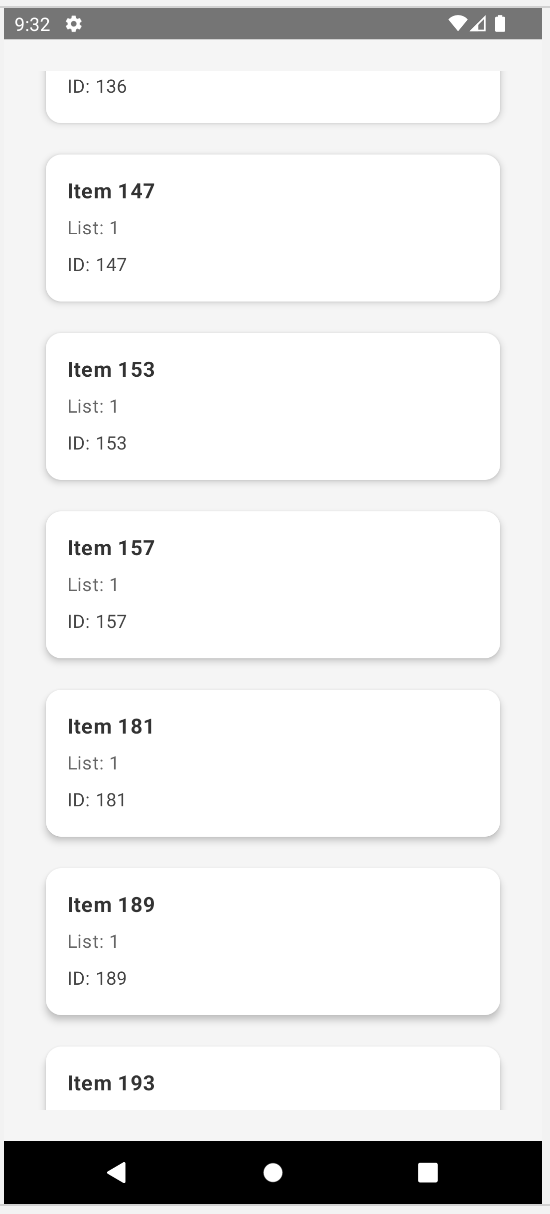 9:32
ID: 136
Item 147
List: 1
ID: 147
Item 153
List: 1
ID: 153
Item 157
List: 1
ID: 157
Item 181
List: 1
ID: 181
Item 189
List: 1
ID: 189
Item 193